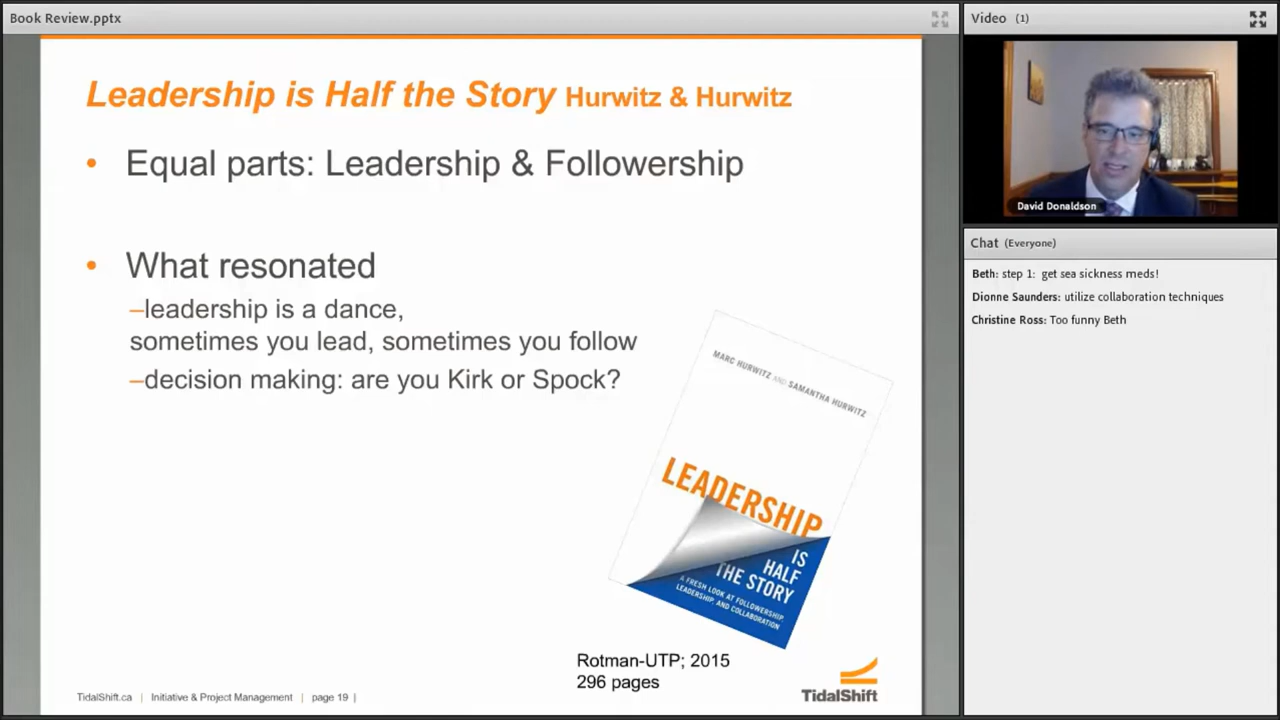 Book Review.pptx
Leadership is Half the Story Hurwitz & Hurwitz
• Equal parts: Leadership & Followership
• What resonated
–leadership is a dance,
sometimes you lead, sometimes you follow
–decision making: are you Kirk or Spock?
MARC HURWITZ AND SAMANTHA HURWITZ
LEADERSHIP
IS
HALF
THE STORY
A FRESH LOOK AT FOLLOWERSHIP,
LEADERSHIP, AND COLLABORATION
Rotman-UTP; 2015
296 pages
TidalShift
TidalShift.ca | Initiative & Project Management | page 19 |
Video (1)
David Donaldson
Chat (Everyone)
Beth: step 1: get sea sickness meds!
Dionne Saunders: utilize collaboration techniques
Christine Ross: Too funny Beth